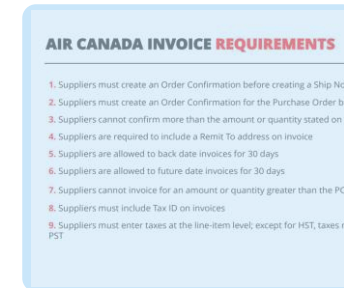 AIR CANADA INVOICE REQUIREMENTS
1. Suppliers must create an Order Confirmation before creating a Ship
2. Suppliers must create an Order Confirmation for the Purchase Order
3. Suppliers cannot confirm more than the amount or quantity stated on
4. Suppliers are required to include a Remit To address on invoice
5. Suppliers are allowed to back date invoices for 30 days
6. Suppliers are allowed to future date invoices for 30 days
7. Suppliers cannot invoice for an amount or quantity greater than the
8. Suppliers must include Tax ID on invoices
9. Suppliers must enter taxes at the line-item level; except for HST, taxes
PST